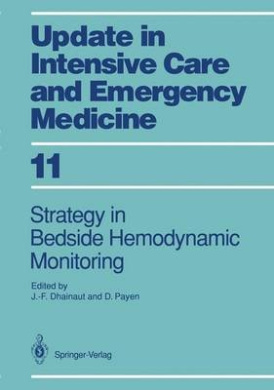 Update in
Intensive Care
and Emergency
Medicine
11
Strategy in
Bedside Hemodynamic
Monitoring
Edited by
J.-F. Dhainaut and D. Payen
Springer-Verlag